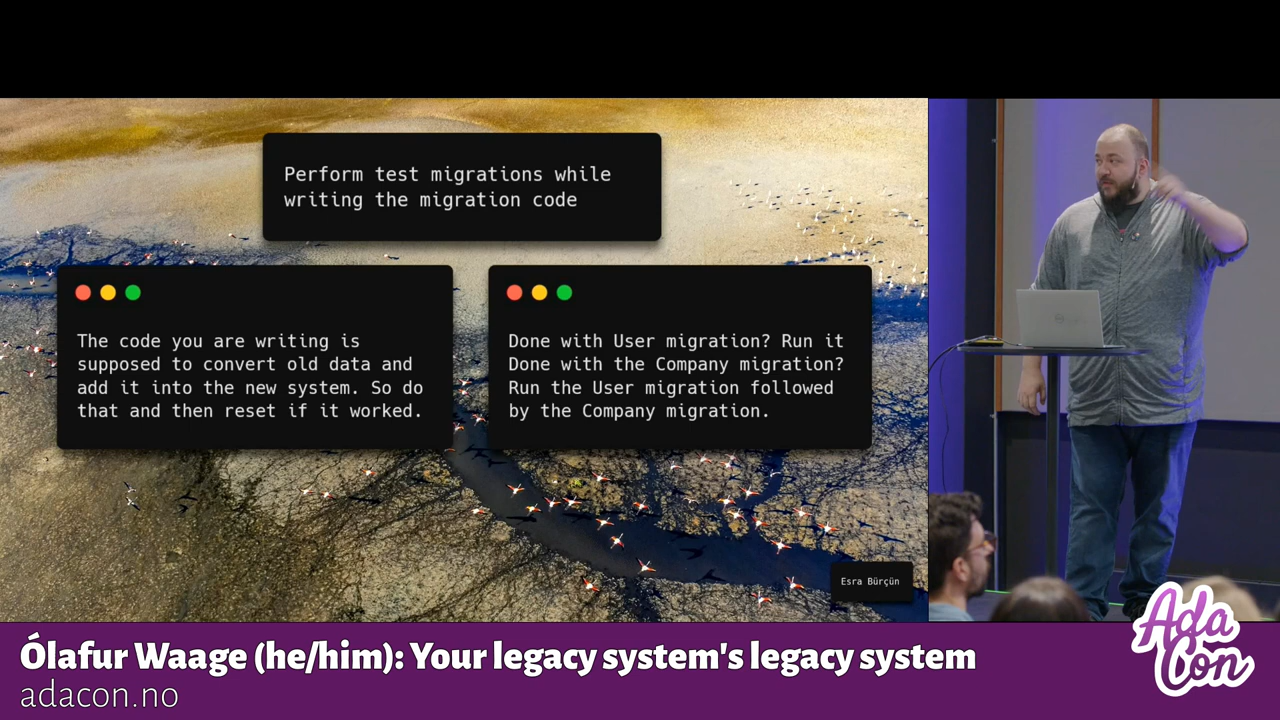 Perform test migrations while
writing the migration code
The code you are writing is
supposed to convert old data and
add it into the new system. So do
that and then reset if it worked.
Done with User migration? Run it
Done with the Company migration?
Run the User migration followed
by the Company migration.
Esra Bürçün
Ólafur Waage (he/him): Your legacy system's legacy system
adacon.no
Ada
Con